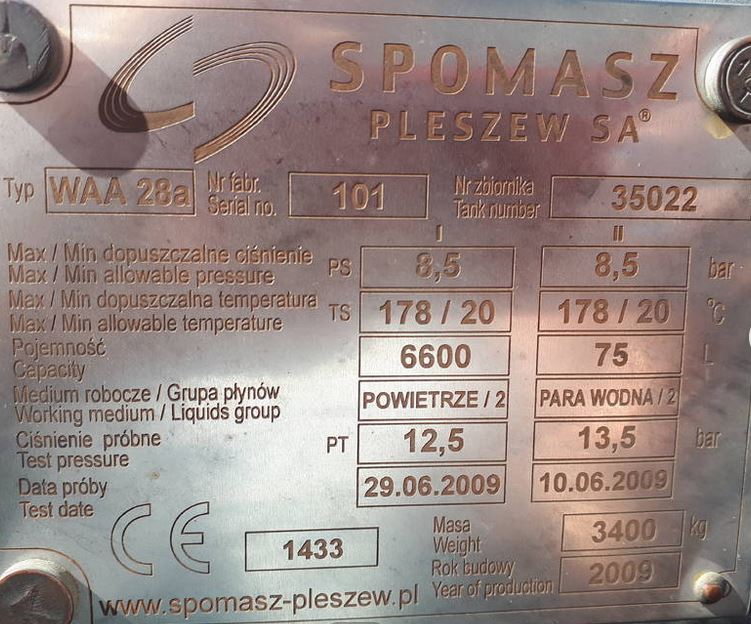 SPOMASZ
PLESZEW SA®
Typ WAA 28a Nr fabr. Serial no. 101 Nr zbiornika Tank number 35022
I II
Max / Min dopuszczalne ciśnienie
Max / Min allowable pressure PS 8,5 8,5 bar
Max / Min dopuszczalna temperatura
Max / Min allowable temperature TS 178 / 20 178 / 20 °C
Pojemność
Capacity 6600 75 L
Medium robocze / Grupa płynów
Working medium / Liquids group POWIETRZE / 2 PARA WODNA / 2
Ciśnienie próbne
Test pressure PT 12,5 13,5 bar
Data próby
Test date 29.06.2009 10.06.2009
CE 1433
Masa
Weight 3400 kg
Rok budowy
Year of production 2009
www.spomasz-pleszew.pl